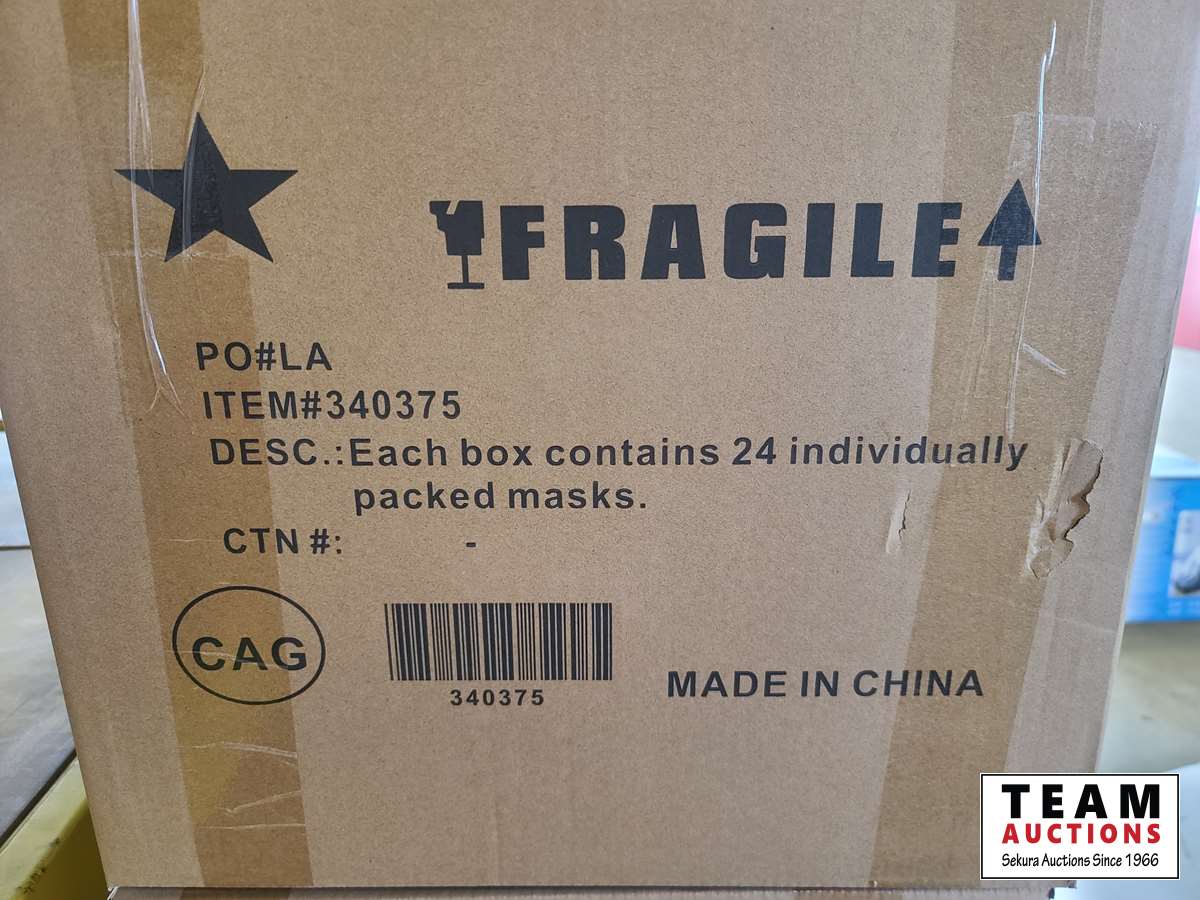 FRAGILE
PO#LA
ITEM#340375
DESC.:Each box contains 24 individually
packed masks.
CTN #: -
CAG
340375
MADE IN CHINA
TEAM
AUCTIONS
Sekura Auctions Since 1966